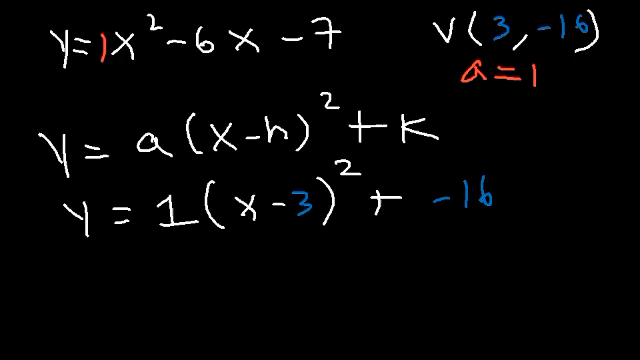 y=1x²-6x-7 V(3,-16)
a=1
y=a(x-h)²+k
y=1(x-3)²+ -16